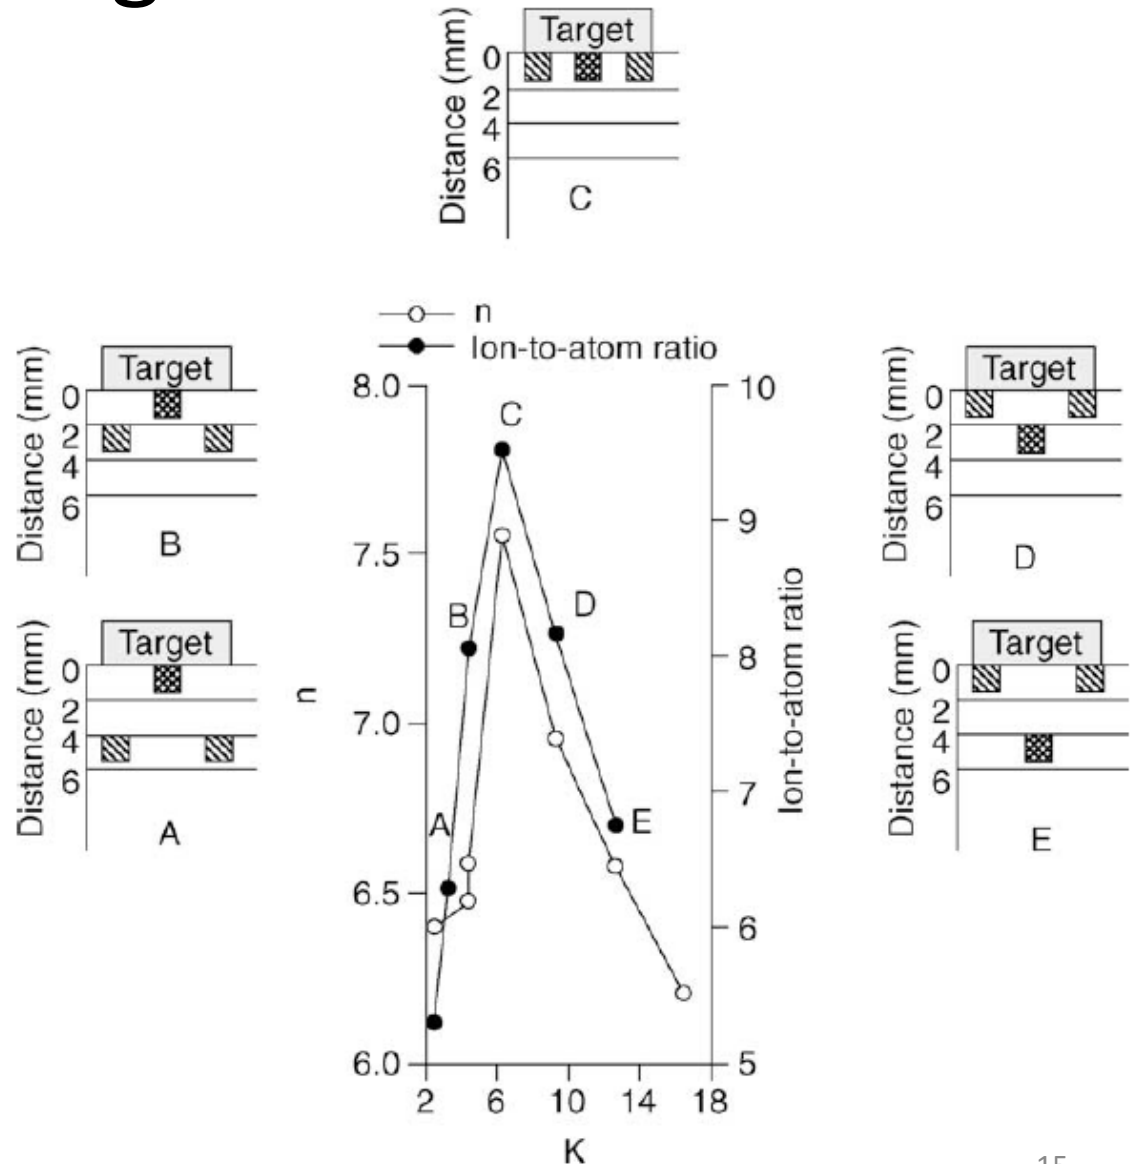 Target
Distance (mm)
0
2
4
6
C
n
Ion-to-atom ratio
Target
Distance (mm)
0
2
4
6
B
Target
Distance (mm)
0
2
4
6
A
8.0
7.5
7.0
6.5
6.0
n
C
B
D
A
E
10
9
8
7
6
5
Ion-to-atom ratio
2 6 10 14 18
K
Target
Distance (mm)
0
2
4
6
D
Target
Distance (mm)
0
2
4
6
E